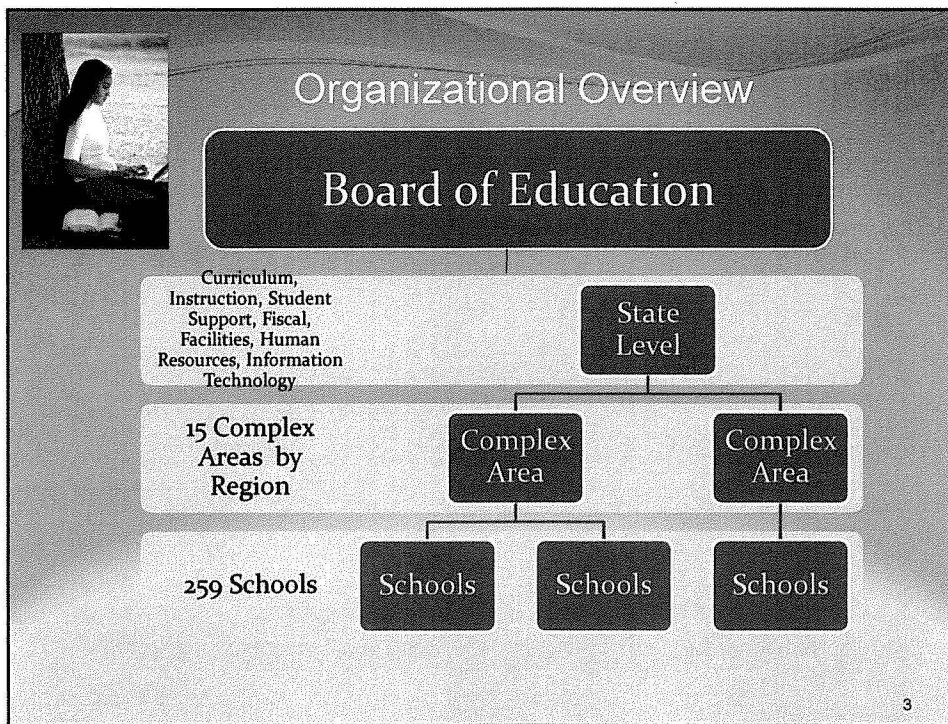 Organizational Overview
Board of Education
Curriculum,
Instruction, Student
Support, Fiscal,
Facilities, Human
Resources, Information
Technology
State
Level
15 Complex
Areas by
Region
Complex
Area
Complex
Area
259 Schools
Schools
Schools
Schools
3